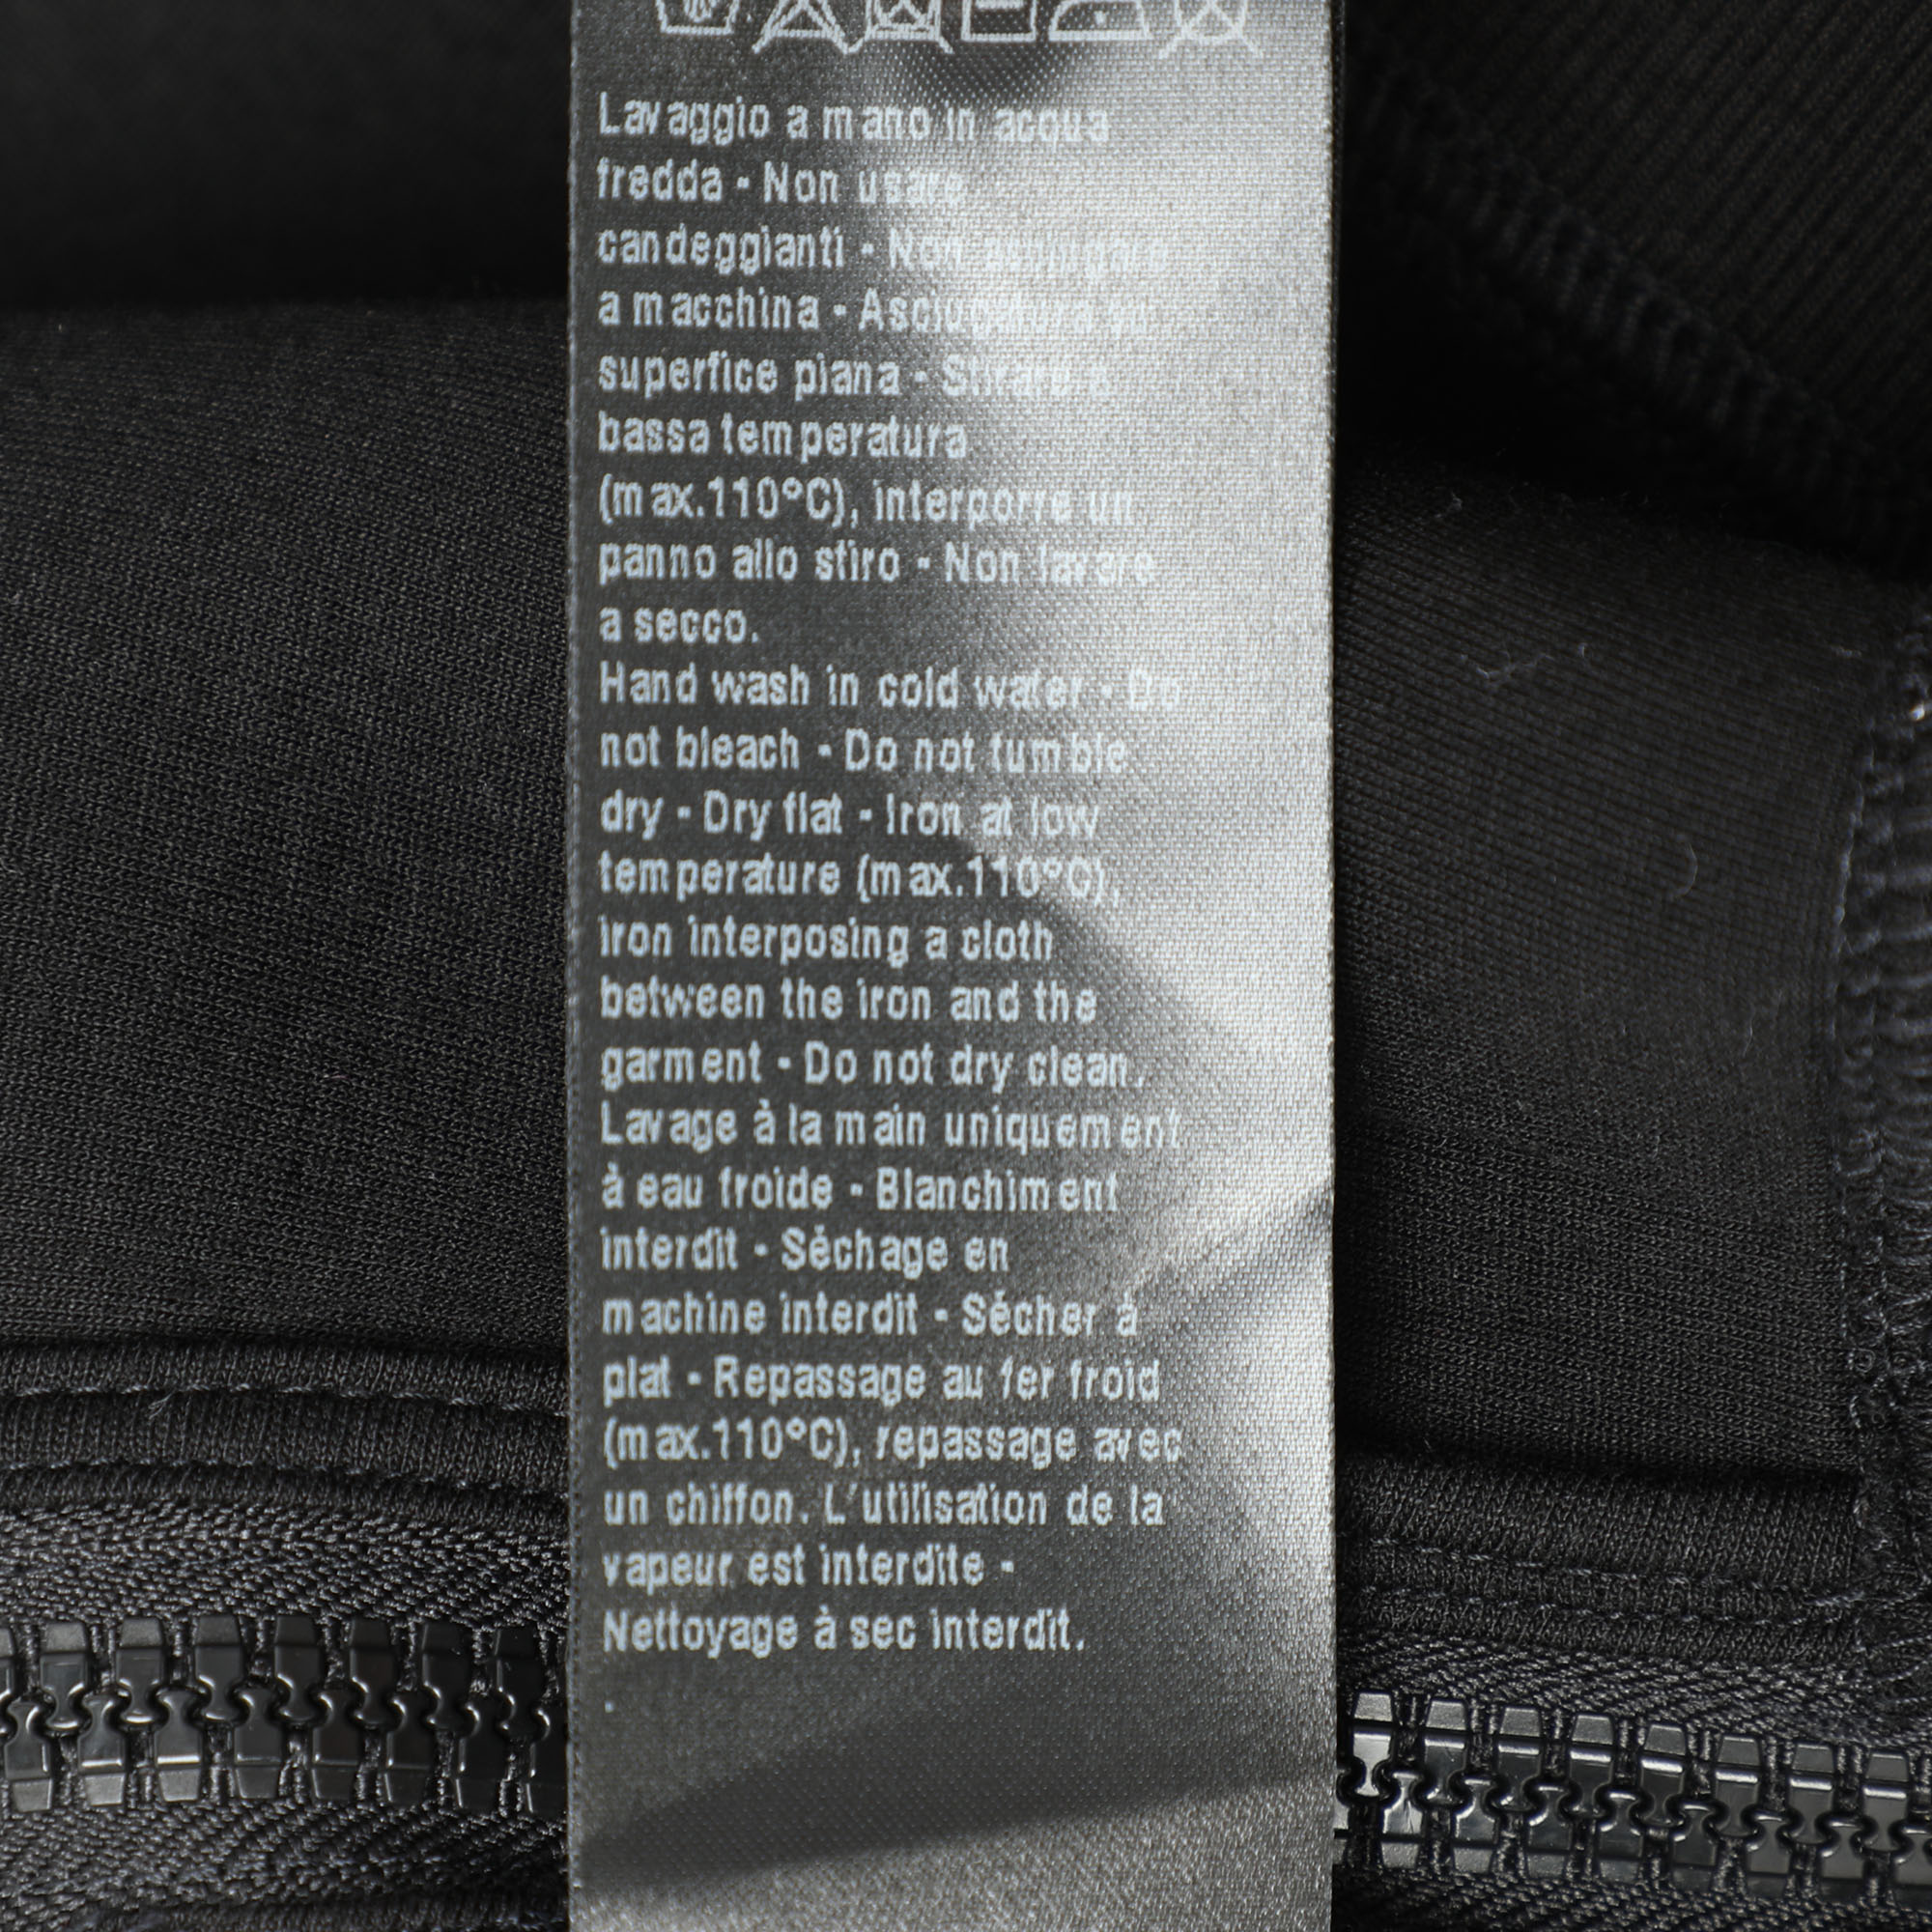 Lavaggio a mano in acqua
fredda - Non usare
candeggianti - Non asciugare
a macchina - Asciugatura su
superfice piana - Stirare a
bassa temperatura
(max.110°C), interporre un
panno allo stiro - Non lavare
a secco.
Hand wash in cold water - Do
not bleach - Do not tumble
dry - Dry flat - Iron at low
temperature (max.110°C),
iron interposing a cloth
between the iron and the
garment - Do not dry clean.
Lavage à la main uniquement
à eau froide - Blanchiment
interdit - Séchage en
machine interdit - Sécher à
plat - Repassage au fer froid
(max.110°C), repassage avec
un chiffon. L'utilisation de la
vapeur est interdite -
Nettoyage à sec interdit.
.